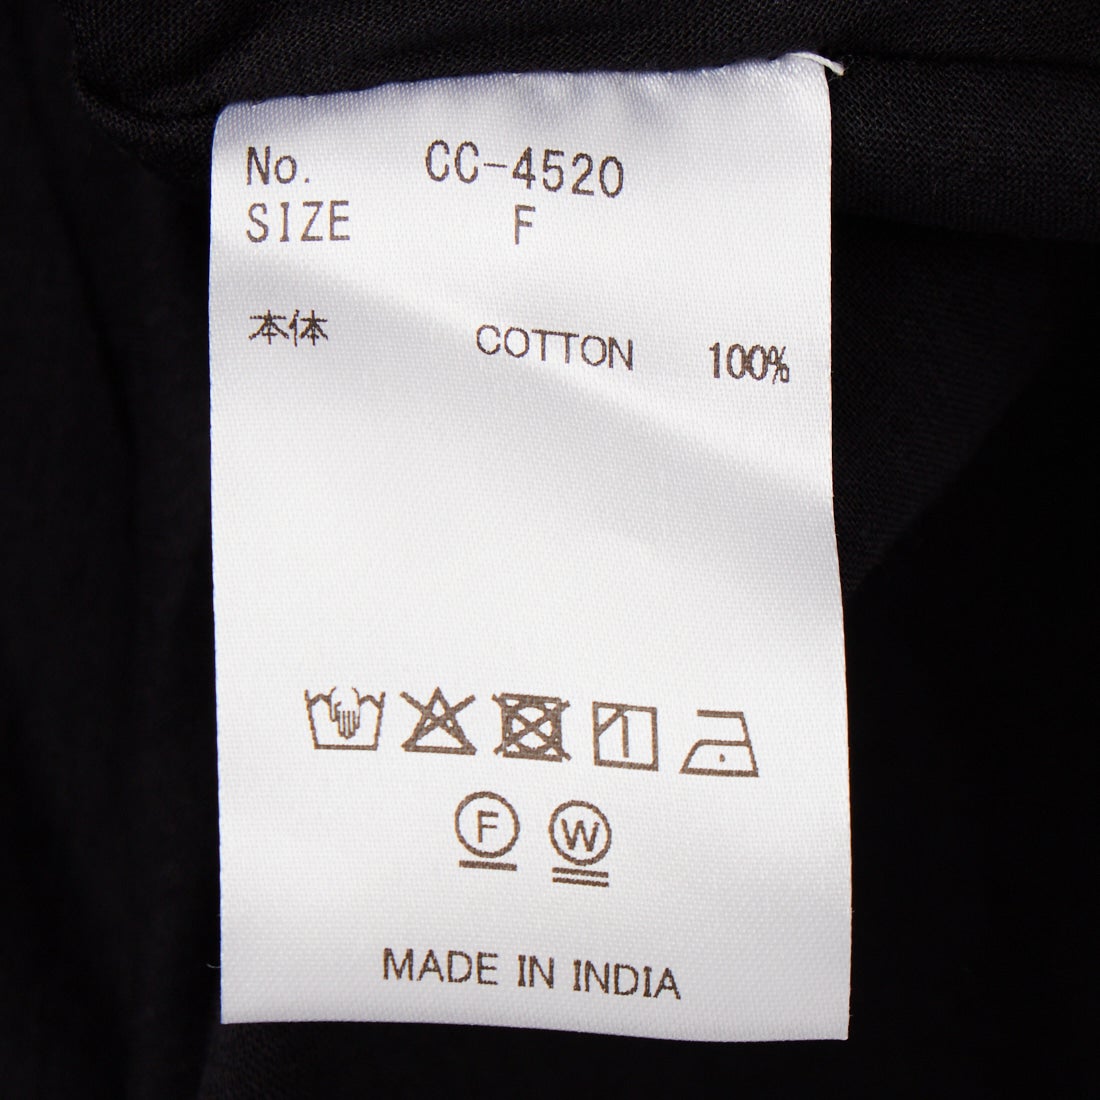 No. CC-4520
SIZE F
本体 COTTON 100%
F W
MADE IN INDIA